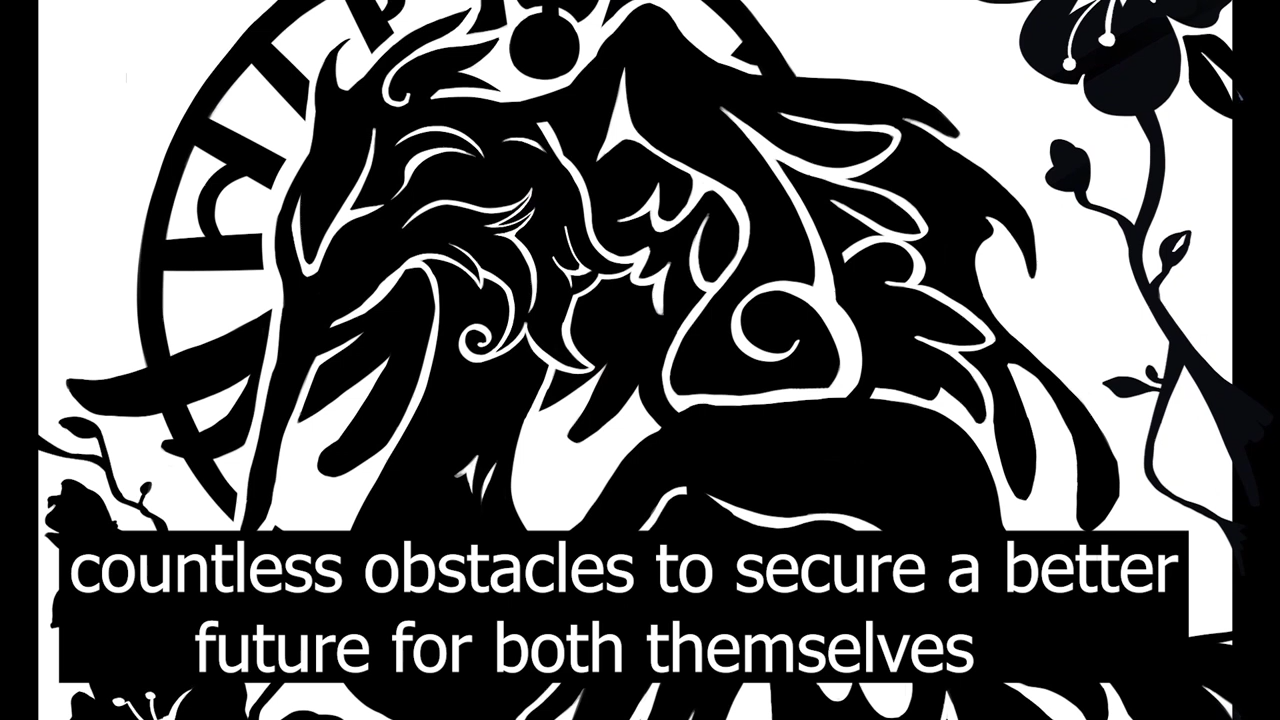 countless obstacles to secure a better
future for both themselves